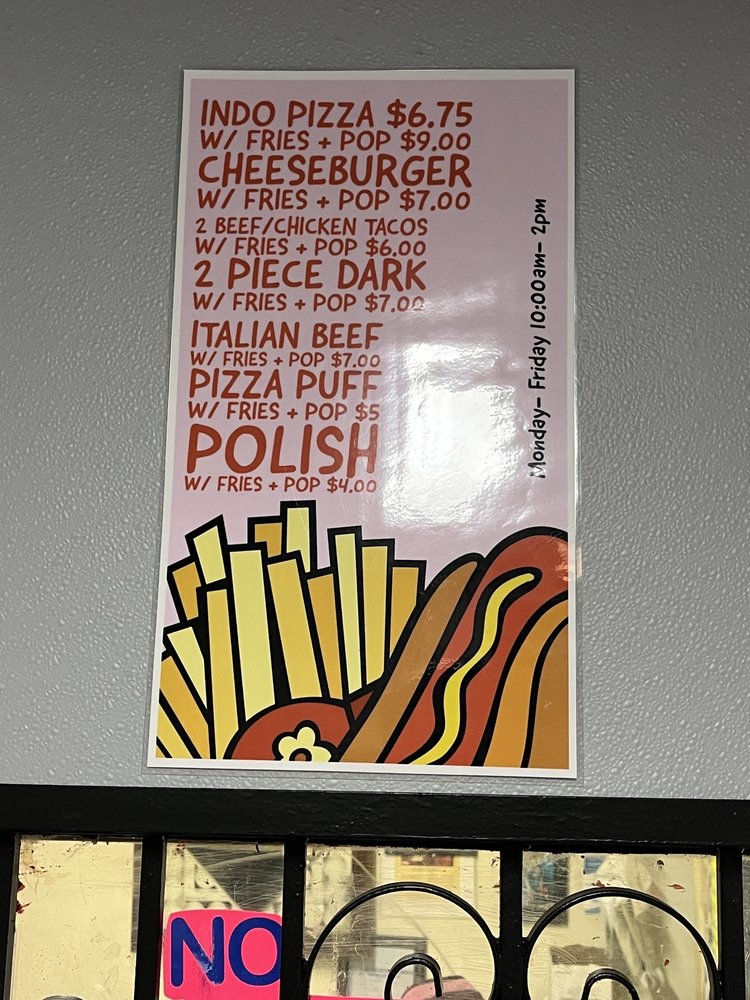 INDO PIZZA $6.75
W/ FRIES + POP $9.00
CHEESEBURGER
W/ FRIES + POP $7.00
2 BEEF/CHICKEN TACOS
W/ FRIES + POP $6.00
2 PIECE DARK
W/ FRIES + POP $7.00
ITALIAN BEEF
W/ FRIES + POP $7.00
PIZZA PUFF
W/ FRIES + POP $5
POLISH
W/ FRIES + POP $4.00
Monday- Friday 10:00am- 2pm
NO